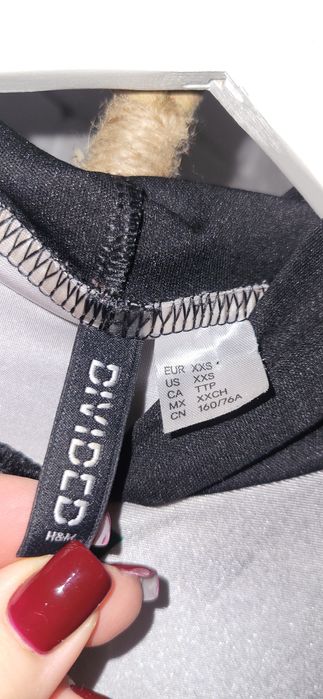 DIVIDED
H&M
EUR XXS
US XXS
CA TTP
MX XXCH
CN 160/76A